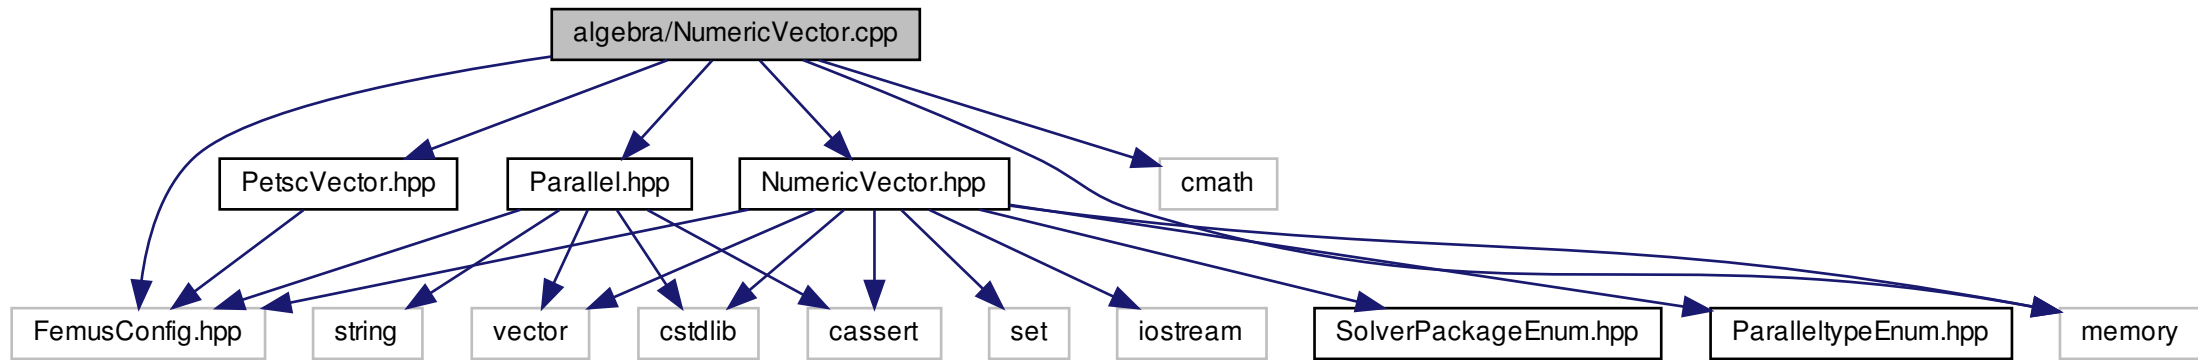 algebra/NumericVector.cpp
PetscVector.hpp
Parallel.hpp
NumericVector.hpp
cmath
FemusConfig.hpp
string
vector
cstdlib
cassert
set
iostream
SolverPackageEnum.hpp
ParalleltypeEnum.hpp
memory